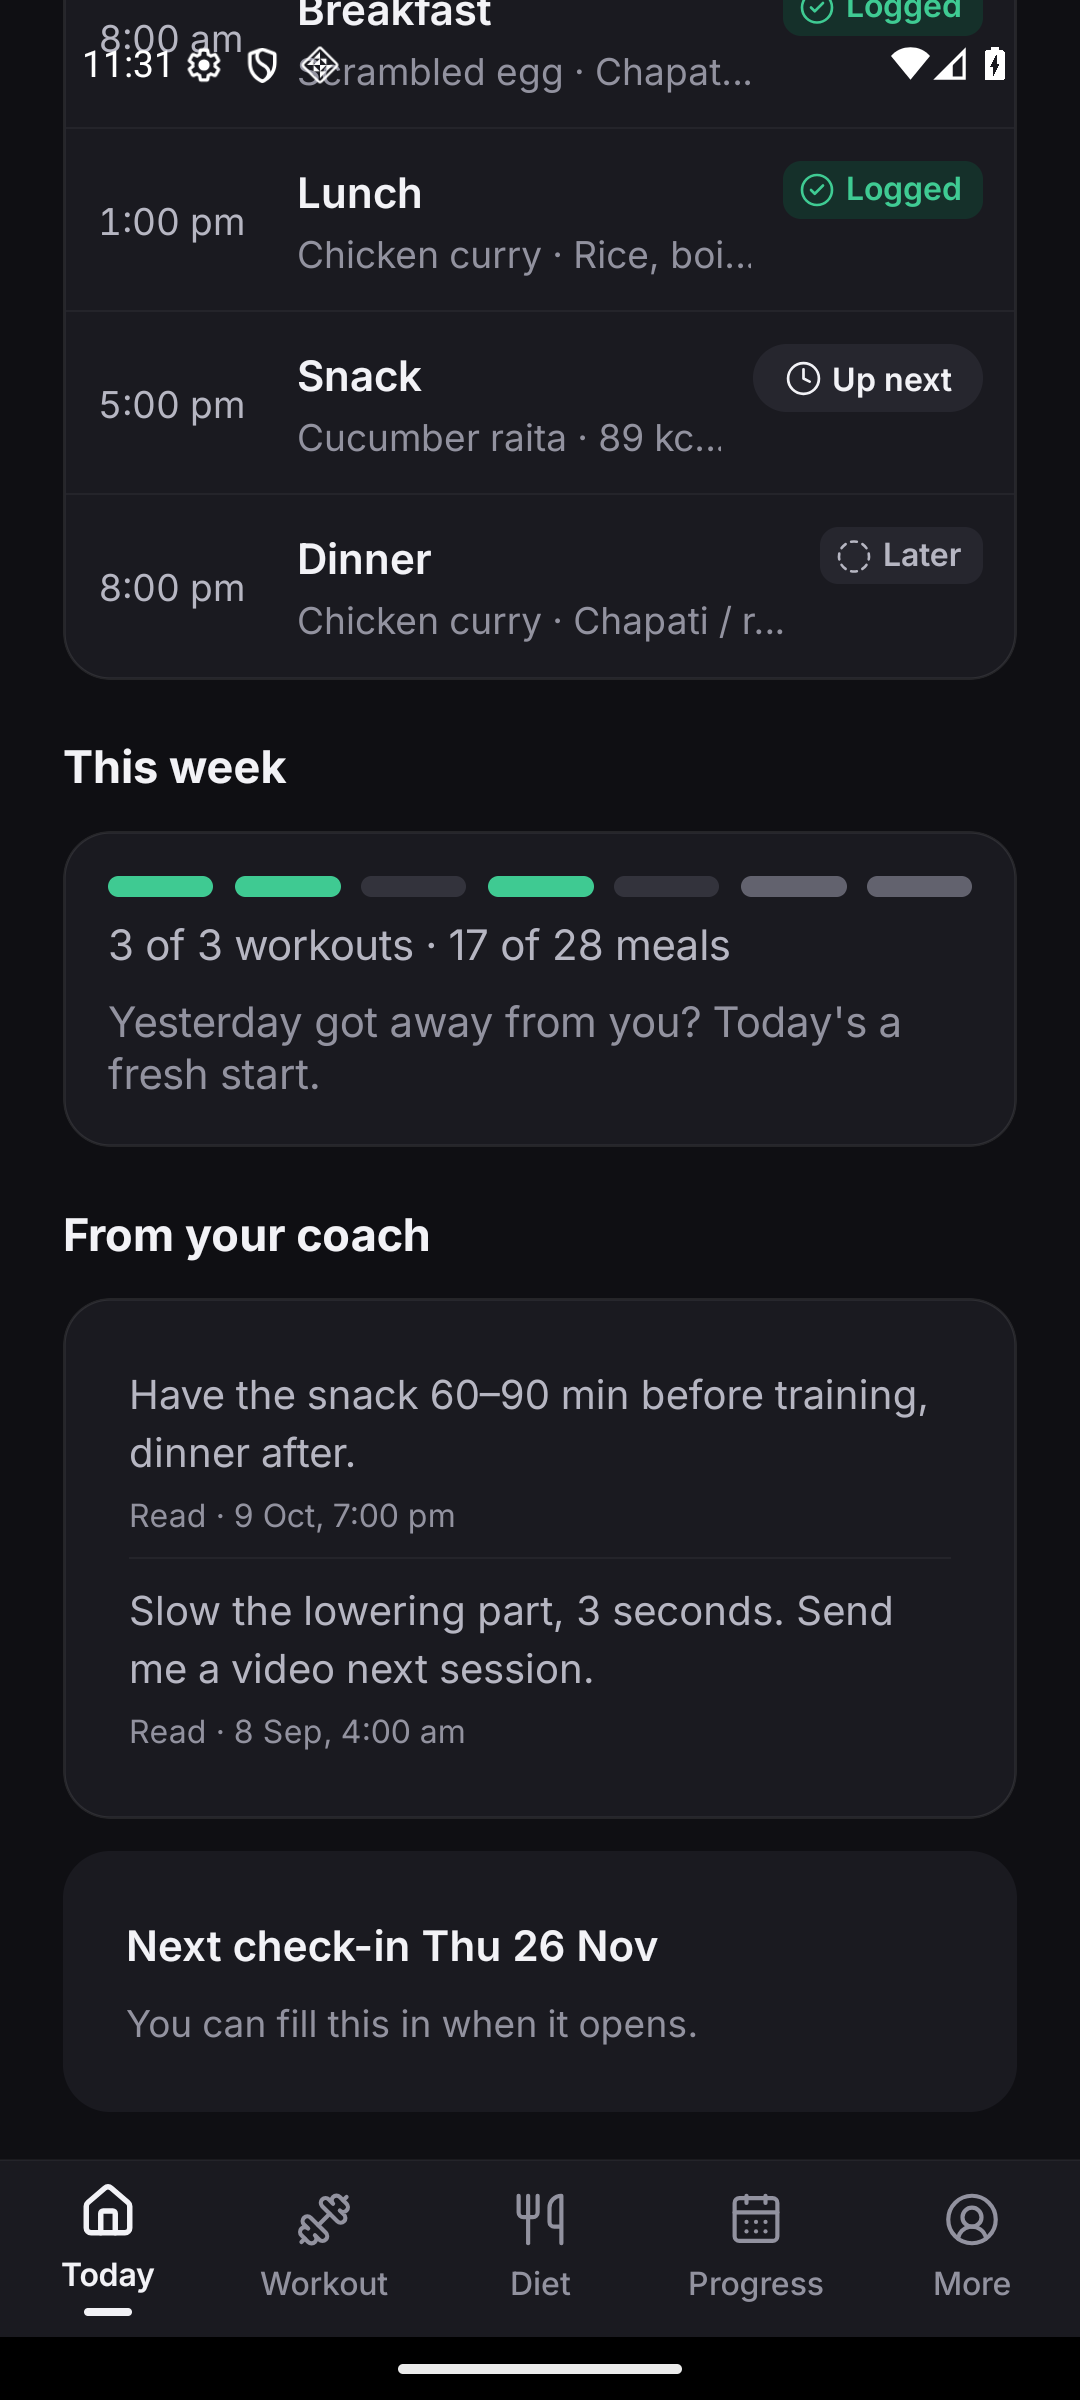 Breakfast
Logged
8:00 am
11:31
Scrambled egg · Chapat...
Lunch
Logged
1:00 pm
Chicken curry · Rice, boi...
Snack
Up next
5:00 pm
Cucumber raita · 89 kc...
Dinner
Later
8:00 pm
Chicken curry · Chapati / r...
This week
3 of 3 workouts · 17 of 28 meals
Yesterday got away from you? Today's a
fresh start.
From your coach
Have the snack 60–90 min before training,
dinner after.
Read · 9 Oct, 7:00 pm
Slow the lowering part, 3 seconds. Send
me a video next session.
Read · 8 Sep, 4:00 am
Next check-in Thu 26 Nov
You can fill this in when it opens.
Today
Workout
Diet
Progress
More